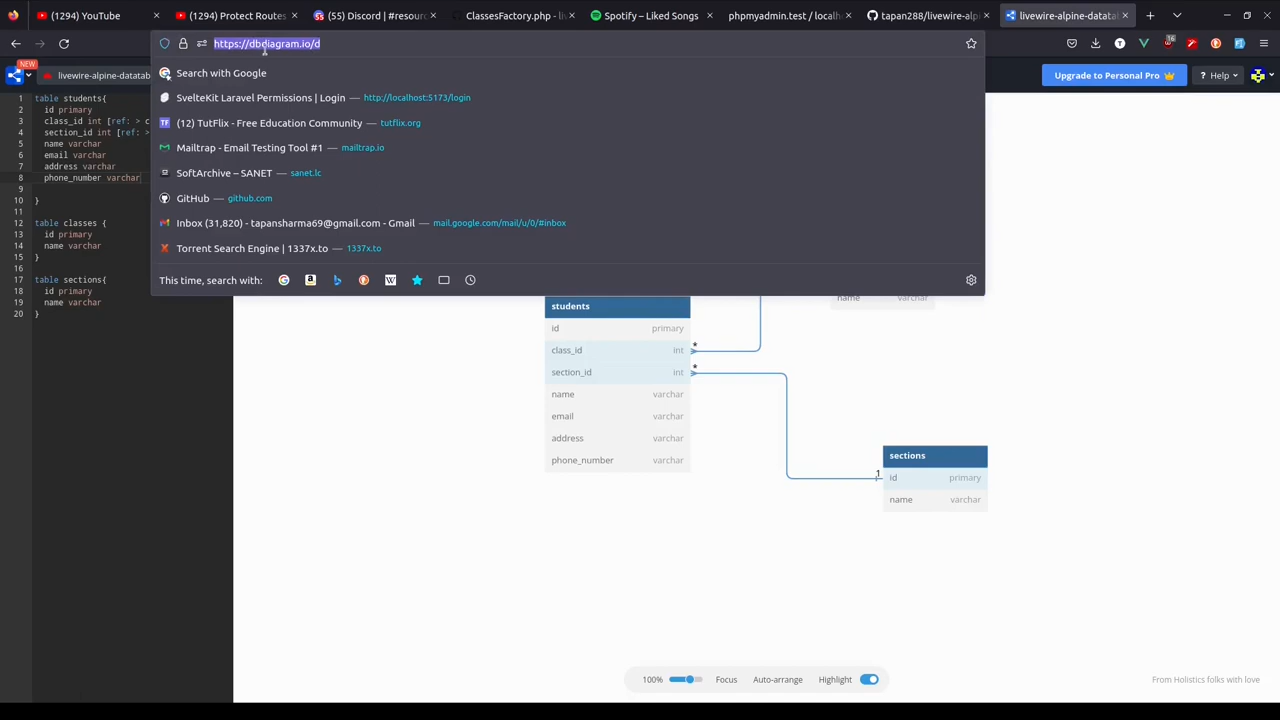 (1294) YouTube
(1294) Protect Routes
(55) Discord | #resour
ClassesFactory.php - liv
Spotify – Liked Songs
phpmyadmin.test / localh
tapan288/livewire-alpi
livewire-alpine-datatab
https://dbdiagram.io/d
16
NEW
livewire-alpine-datatab
Upgrade to Personal Pro
? Help
Search with Google
SvelteKit Laravel Permissions | Login — http://localhost:5173/login
(12) TutFlix - Free Education Community — tutflix.org
Mailtrap - Email Testing Tool #1 — mailtrap.io
SoftArchive – SANET — sanet.lc
GitHub — github.com
Inbox (31,820) - tapansharma69@gmail.com - Gmail — mail.google.com/mail/u/0/#inbox
Torrent Search Engine | 1337x.to — 1337x.to
This time, search with:
1 table students{
2 id primary
3 class_id int [ref: > c
4 section_id int [ref: >
5 name varchar
6 email varchar
7 address varchar
8 phone_number varchar
9
10 }
11
12 table classes {
13 id primary
14 name varchar
15 }
16
17 table sections{
18 id primary
19 name varchar
20 }
name varchar
students
id primary
class_id int *
section_id int *
name varchar
email varchar
address varchar
phone_number varchar
sections
1 id primary
name varchar
100% Focus Auto-arrange Highlight
From Holistics folks with love